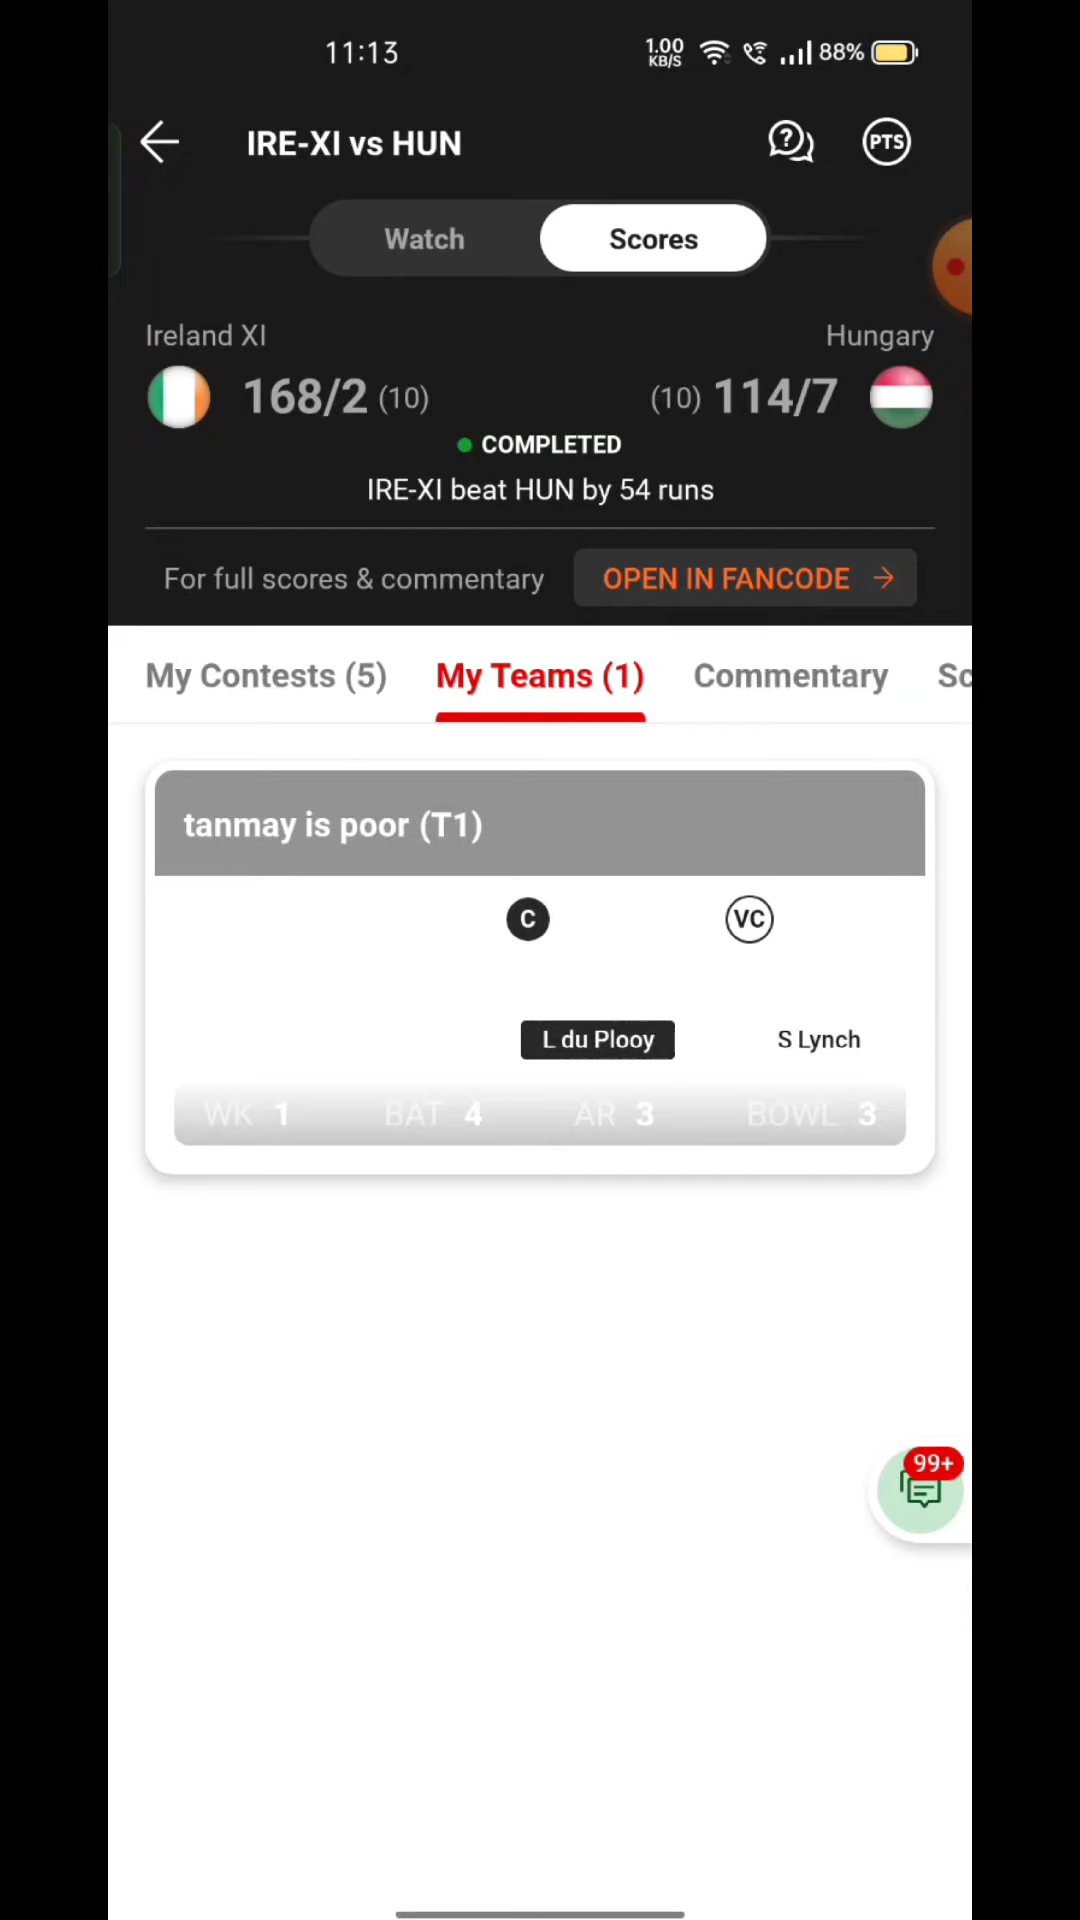 11:13
1.00
KB/S
88%
IRE-XI vs HUN
PTS
Watch
Scores
Ireland XI
Hungary
168/2 (10)
(10) 114/7
COMPLETED
IRE-XI beat HUN by 54 runs
For full scores & commentary
OPEN IN FANCODE
My Contests (5)
My Teams (1)
Commentary
Sc
tanmay is poor (T1)
C
VC
L du Plooy
S Lynch
WK 1
BAT 4
AR 3
BOWL 3
99+